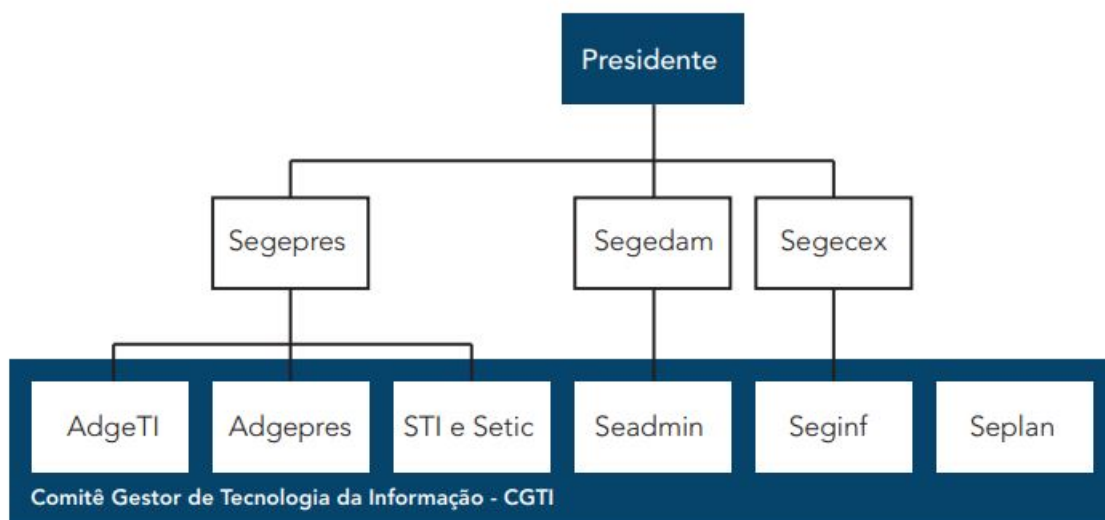 Presidente
Segepres
Segedam
Segecex
AdgeTI
Adgepres
STI e Setic
Seadmin
Seginf
Seplan
Comitê Gestor de Tecnologia da Informação - CGTI